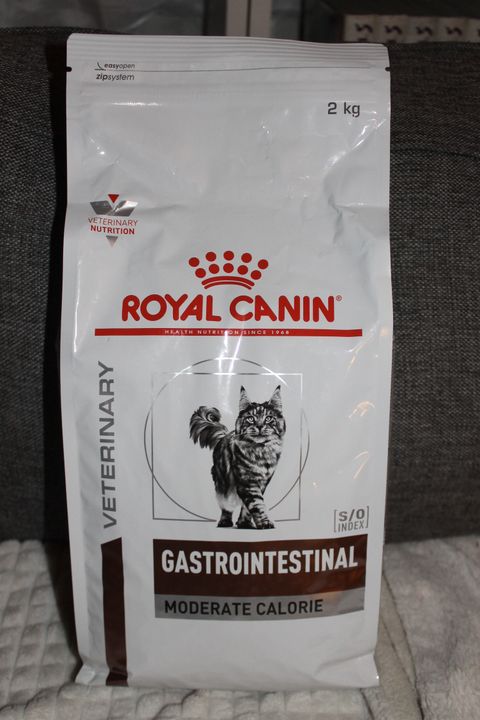 easyopen
zipsystem
2 kg
VETERINARY
NUTRITION
ROYAL CANIN®
HEALTH NUTRITION SINCE 1968
VETERINARY
S/O
INDEX
GASTROINTESTINAL
MODERATE CALORIE